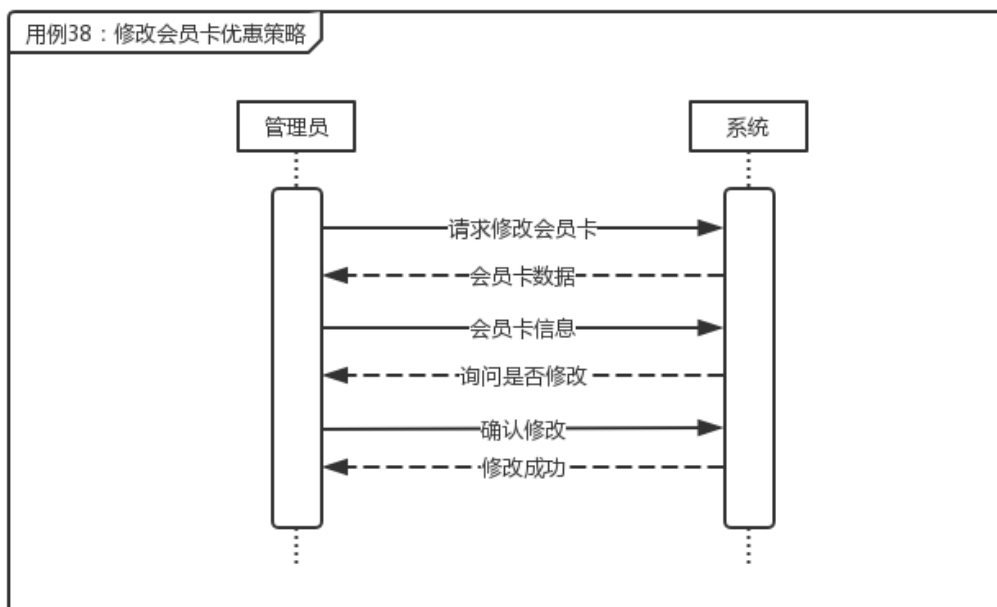 用例38：修改会员卡优惠策略
管理员
系统
请求修改会员卡
会员卡数据
会员卡信息
询问是否修改
确认修改
修改成功